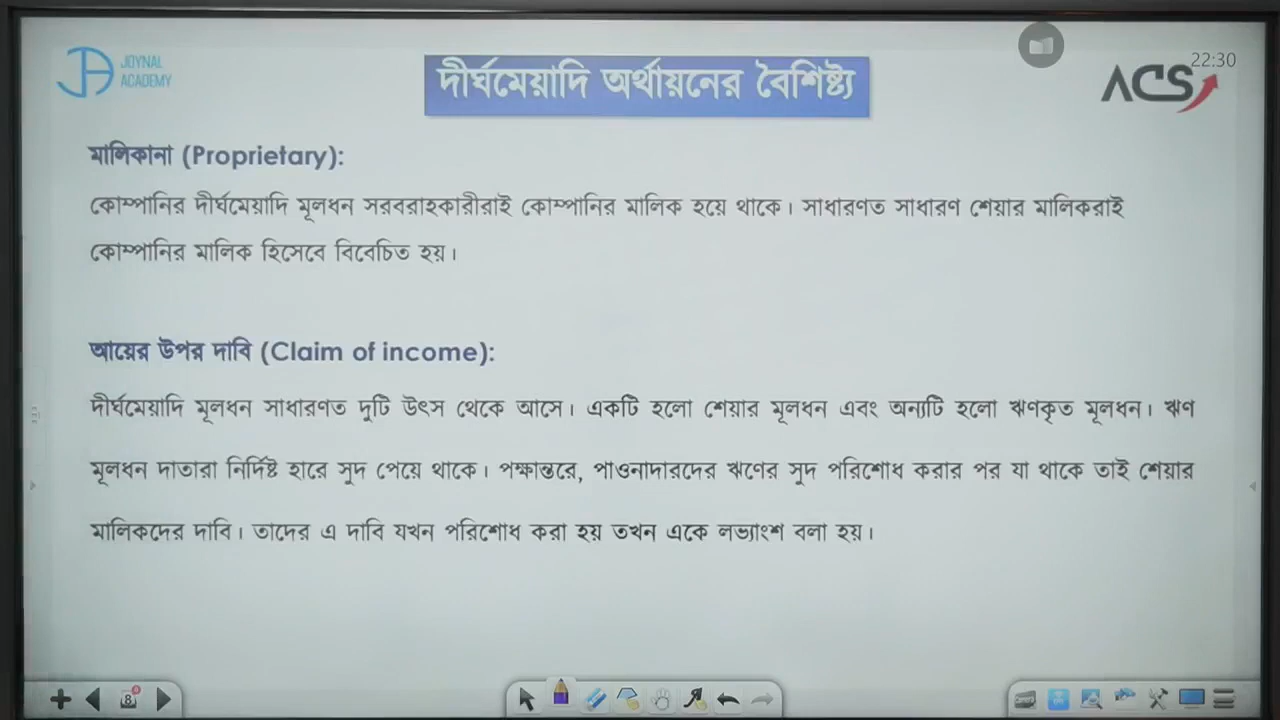 JOYNAL
ACADEMY
দীর্ঘমেয়াদি অর্থায়নের বৈশিষ্ট্য
22:30
ACS
মালিকানা (Proprietary):
কোম্পানির দীর্ঘমেয়াদি মূলধন সরবরাহকারীরাই কোম্পানির মালিক হয়ে থাকে। সাধারণত সাধারণ শেয়ার মালিকরাই
কোম্পানির মালিক হিসেবে বিবেচিত হয়।
আয়ের উপর দাবি (Claim of income):
দীর্ঘমেয়াদি মূলধন সাধারণত দুটি উৎস থেকে আসে। একটি হলো শেয়ার মূলধন এবং অন্যটি হলো ঋণকৃত মূলধন। ঋণ
মূলধন দাতারা নির্দিষ্ট হারে সুদ পেয়ে থাকে। পক্ষান্তরে, পাওনাদারদের ঋণের সুদ পরিশোধ করার পর যা থাকে তাই শেয়ার
মালিকদের দাবি। তাদের এ দাবি যখন পরিশোধ করা হয় তখন একে লভ্যাংশ বলা হয়।
8